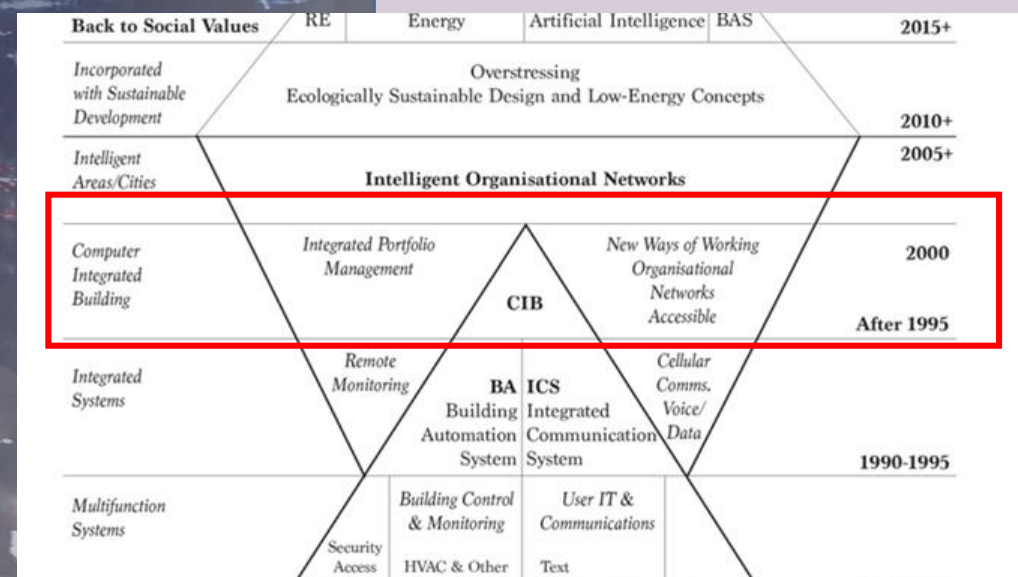 Back to Social Values RE Energy Artificial Intelligence BAS 2015+
Incorporated
with Sustainable
Development
Overstressing
Ecologically Sustainable Design and Low-Energy Concepts
2010+
Intelligent
Areas/Cities
Intelligent Organisational Networks
2005+
Computer
Integrated
Building
Integrated Portfolio
Management
CIB
New Ways of Working
Organisational
Networks
Accessible
2000
After 1995
Integrated
Systems
Remote
Monitoring
BA ICS
Building Integrated
Automation Communication
System System
Cellular
Comms.
Voice/
Data
1990-1995
Multifunction
Systems
Security
Access
Building Control
& Monitoring
HVAC & Other
User IT &
Communications
Text